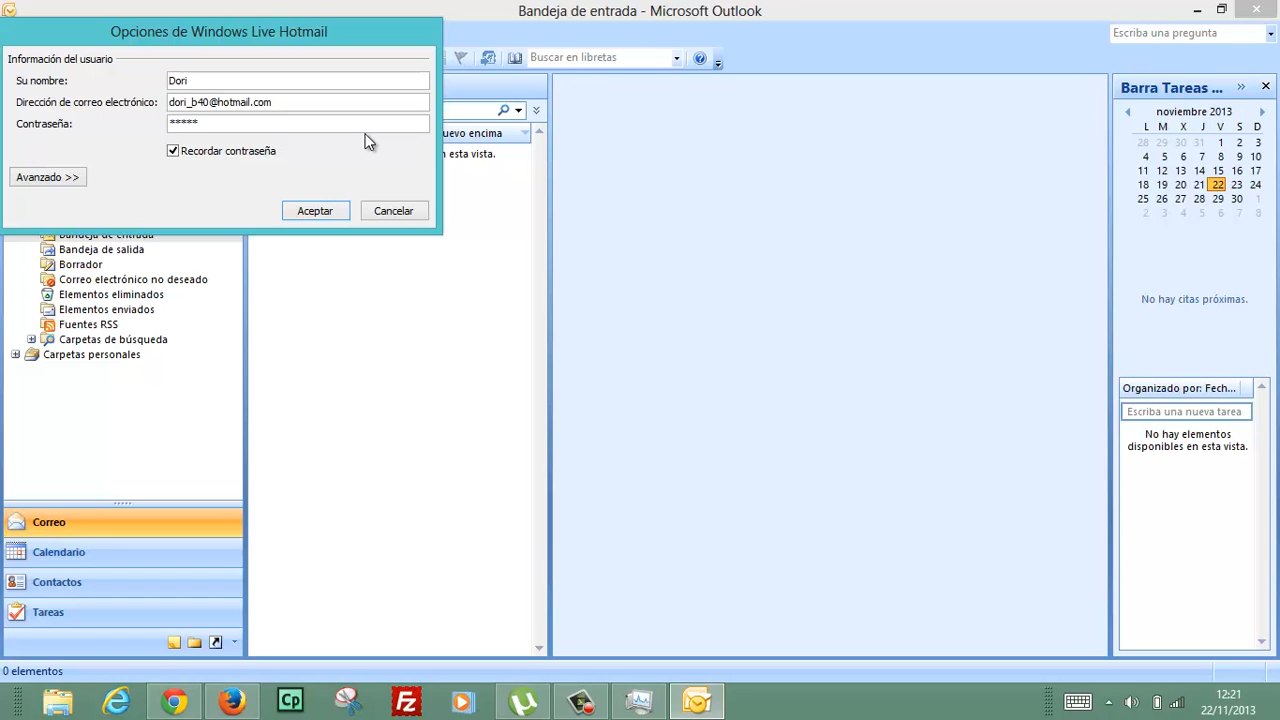 Bandeja de entrada - Microsoft Outlook
Opciones de Windows Live Hotmail
Escriba una pregunta
Información del usuario
Su nombre: Dori
Dirección de correo electrónico: dori_b40@hotmail.com
Contraseña: *****
Recordar contraseña
Avanzado >>
Aceptar Cancelar
Buscar en libretas
uevo encima
n esta vista.
Bandeja de entrada
Bandeja de salida
Borrador
Correo electrónico no deseado
Elementos eliminados
Elementos enviados
Fuentes RSS
Carpetas de búsqueda
Carpetas personales
Correo
Calendario
Contactos
Tareas
0 elementos
Barra Tareas ... »
noviembre 2013
L M X J V S D
28 29 30 31 1 2 3
4 5 6 7 8 9 10
11 12 13 14 15 16 17
18 19 20 21 22 23 24
25 26 27 28 29 30 1
2 3 4 5 6 7 8
No hay citas próximas.
Organizado por: Fech...
Escriba una nueva tarea
No hay elementos
disponibles en esta vista.
Cp
Fz
12:21
22/11/2013